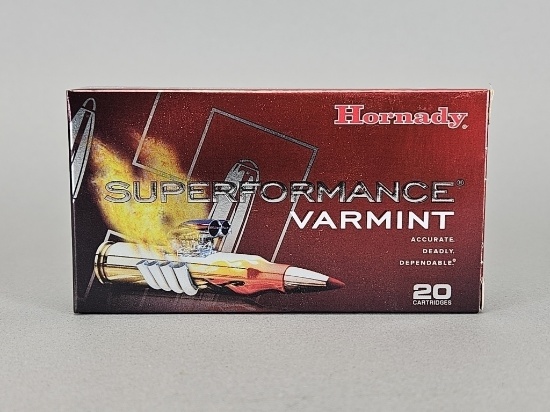 Hornady®
SUPERFORMANCE®
VARMINT
ACCURATE.
DEADLY.
DEPENDABLE.®
20
CARTRIDGES